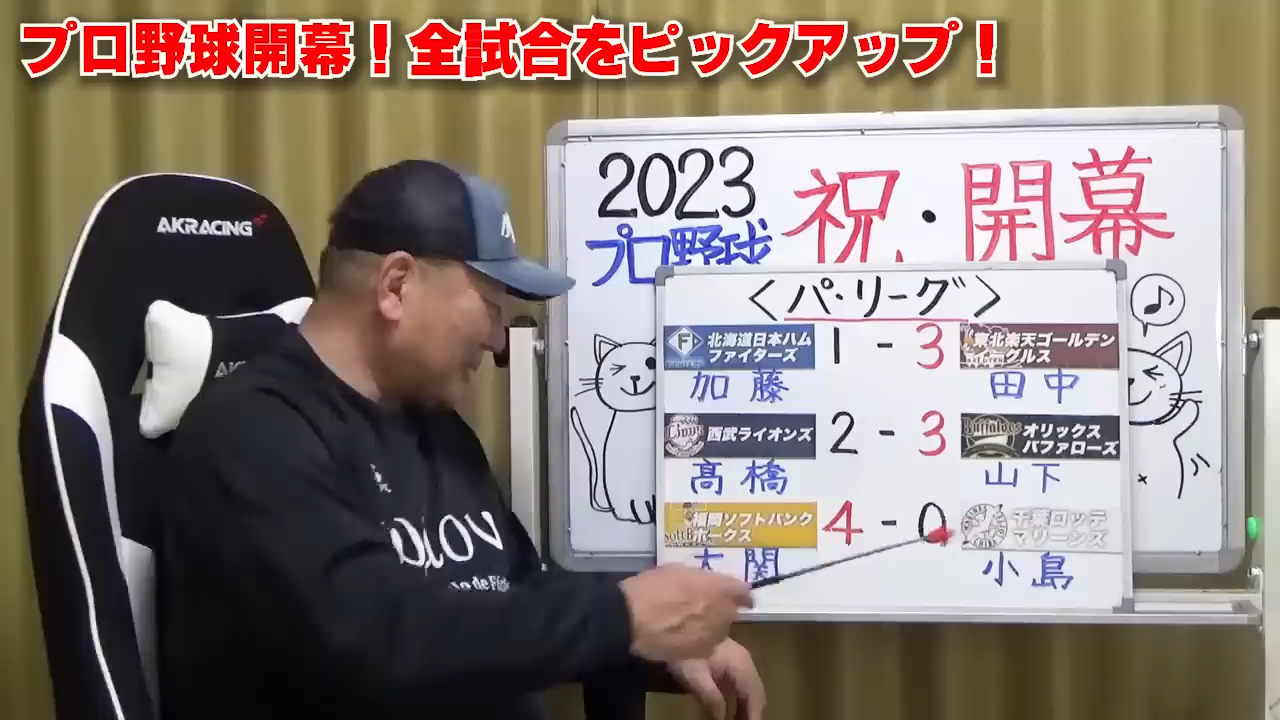 プロ野球開幕！全試合をピックアップ！
AKRACING
2023
プロ野球
祝・開幕
＜パ・リーグ＞
北海道日本ハム
ファイターズ
1 - 3
東北楽天ゴールデン
イーグルス
加藤
田中
Lions
西武ライオンズ
2 - 3
Buffaloes
オリックス
バファローズ
髙橋
山下
福岡ソフトバンク
ホークス
4 - 0
千葉ロッテ
マリーンズ
大関
小島